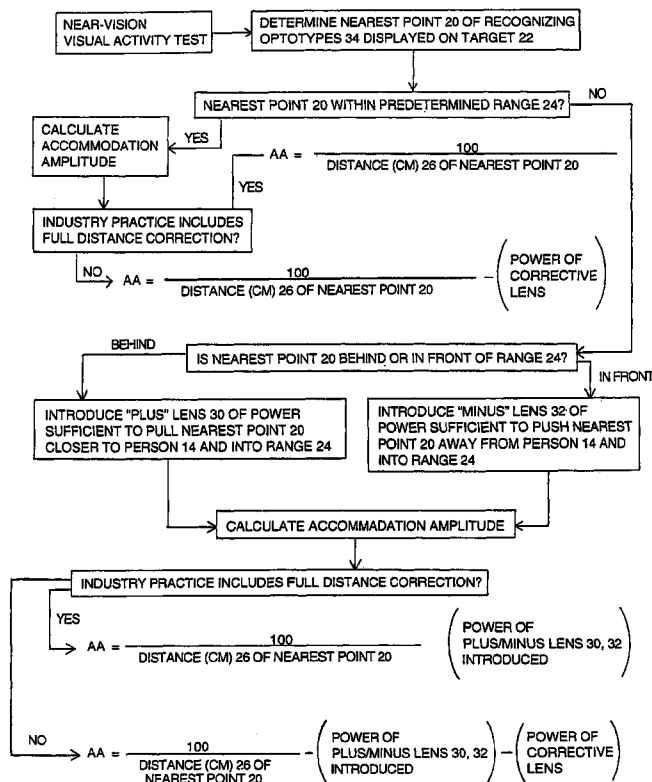 NEAR-VISION
VISUAL ACTIVITY TEST
DETERMINE NEAREST POINT 20 OF RECOGNIZING
OPTOTYPES 34 DISPLAYED ON TARGET 22
NEAREST POINT 20 WITHIN PREDETERMINED RANGE 24?
NO
YES
CALCULATE
ACCOMMODATION
AMPLITUDE
YES
AA =
100
DISTANCE (CM) 26 OF NEAREST POINT 20
INDUSTRY PRACTICE INCLUDES
FULL DISTANCE CORRECTION?
NO
AA =
100
DISTANCE (CM) 26 OF NEAREST POINT 20
– (POWER OF
CORRECTIVE
LENS)
BEHIND
IS NEAREST POINT 20 BEHIND OR IN FRONT OF RANGE 24?
IN FRONT
INTRODUCE "PLUS" LENS 30 OF POWER
SUFFICIENT TO PULL NEAREST POINT 20
CLOSER TO PERSON 14 AND INTO RANGE 24
INTRODUCE "MINUS" LENS 32 OF
POWER SUFFICIENT TO PUSH NEAREST
POINT 20 AWAY FROM PERSON 14 AND
INTO RANGE 24
CALCULATE ACCOMMADATION AMPLITUDE
INDUSTRY PRACTICE INCLUDES FULL DISTANCE CORRECTION?
YES
AA =
100
DISTANCE (CM) 26 OF NEAREST POINT 20
(POWER OF
PLUS/MINUS LENS 30, 32
INTRODUCED)
NO
AA =
100
DISTANCE (CM) 26 OF
NEAREST POINT 20
– (POWER OF
PLUS/MINUS LENS 30, 32
INTRODUCED)
– (POWER OF
CORRECTIVE
LENS)